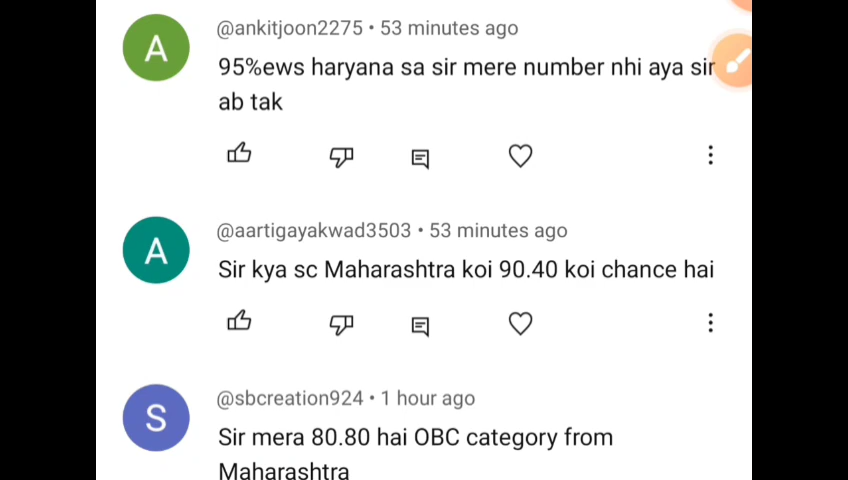 A
@ankitjoon2275 • 53 minutes ago
95%ews haryana sa sir mere number nhi aya sir
ab tak
A
@aartigayakwad3503 • 53 minutes ago
Sir kya sc Maharashtra koi 90.40 koi chance hai
S
@sbcreation924 • 1 hour ago
Sir mera 80.80 hai OBC category from
Maharashtra